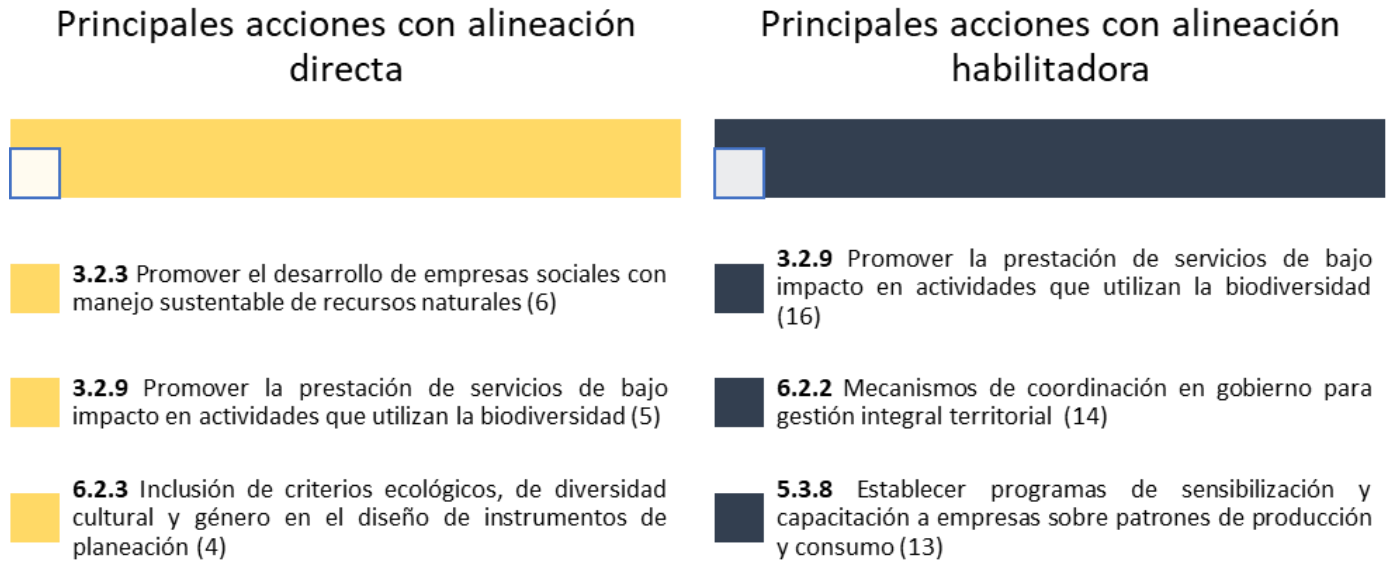 Principales acciones con alineación
directa
3.2.3 Promover el desarrollo de empresas sociales con
manejo sustentable de recursos naturales (6)
3.2.9 Promover la prestación de servicios de bajo
impacto en actividades que utilizan la biodiversidad (5)
6.2.3 Inclusión de criterios ecológicos, de diversidad
cultural y género en el diseño de instrumentos de
planeación (4)
Principales acciones con alineación
habilitadora
3.2.9 Promover la prestación de servicios de bajo
impacto en actividades que utilizan la biodiversidad
(16)
6.2.2 Mecanismos de coordinación en gobierno para
gestión integral territorial (14)
5.3.8 Establecer programas de sensibilización y
capacitación a empresas sobre patrones de producción
y consumo (13)